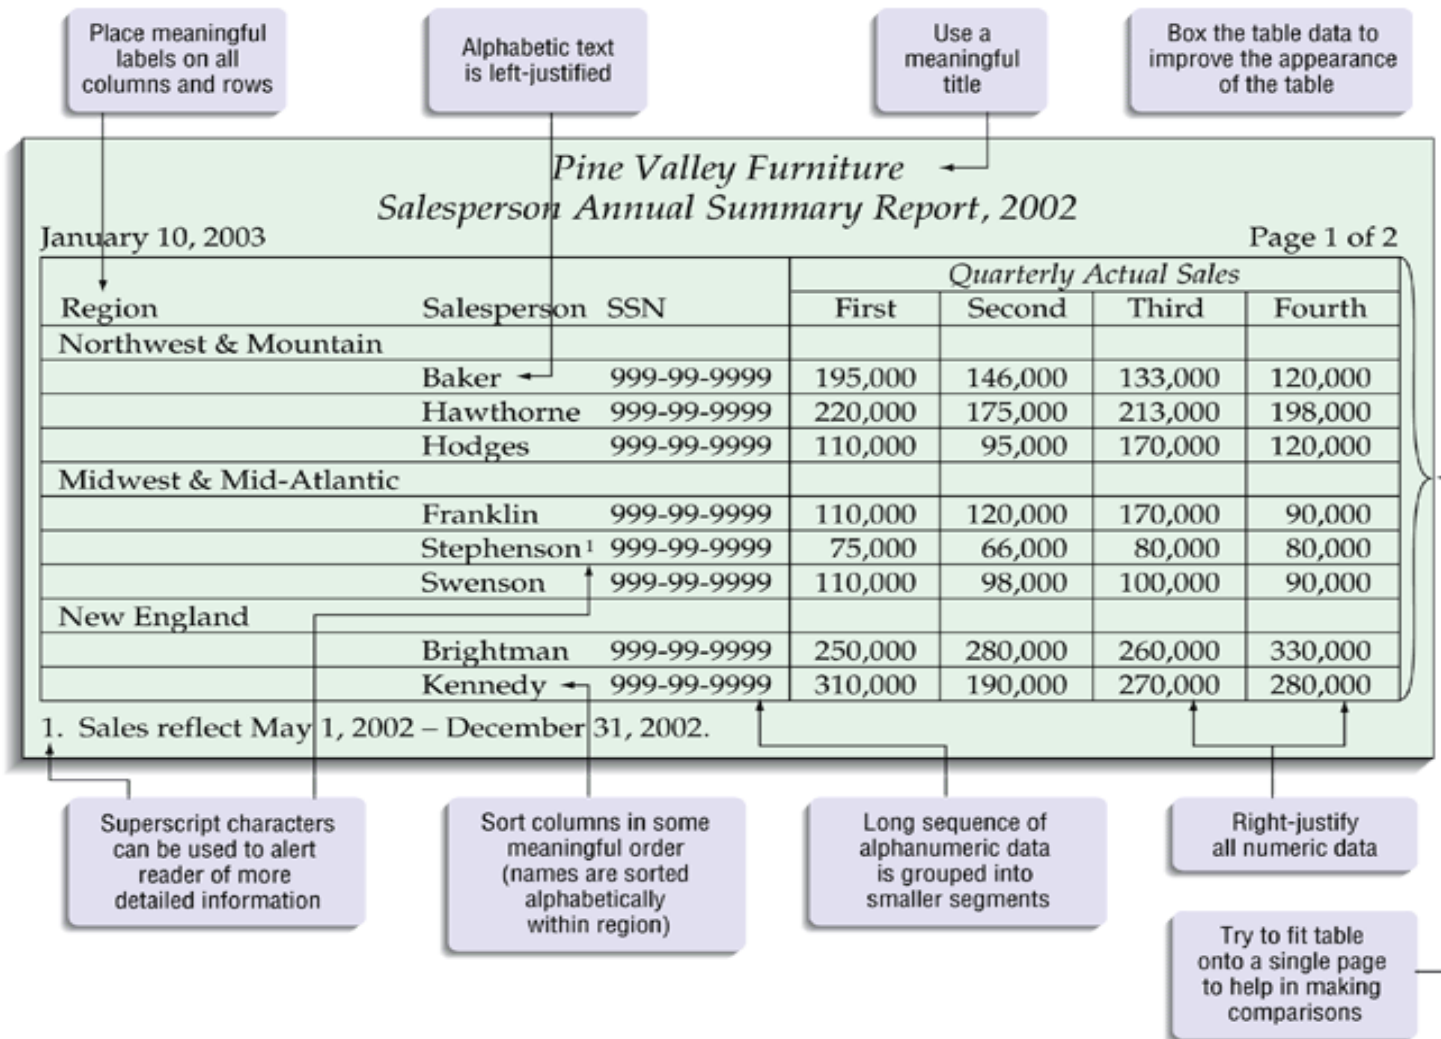 Place meaningful
labels on all
columns and rows
Alphabetic text
is left-justified
Use a
meaningful
title
Box the table data to
improve the appearance
of the table
Pine Valley Furniture
Salesperson Annual Summary Report, 2002
January 10, 2003 Page 1 of 2
Quarterly Actual Sales
Region Salesperson SSN First Second Third Fourth
Northwest & Mountain
Baker 999-99-9999 195,000 146,000 133,000 120,000
Hawthorne 999-99-9999 220,000 175,000 213,000 198,000
Hodges 999-99-9999 110,000 95,000 170,000 120,000
Midwest & Mid-Atlantic
Franklin 999-99-9999 110,000 120,000 170,000 90,000
Stephenson¹ 999-99-9999 75,000 66,000 80,000 80,000
Swenson 999-99-9999 110,000 98,000 100,000 90,000
New England
Brightman 999-99-9999 250,000 280,000 260,000 330,000
Kennedy 999-99-9999 310,000 190,000 270,000 280,000
1. Sales reflect May 1, 2002 – December 31, 2002.
Superscript characters
can be used to alert
reader of more
detailed information
Sort columns in some
meaningful order
(names are sorted
alphabetically
within region)
Long sequence of
alphanumeric data
is grouped into
smaller segments
Right-justify
all numeric data
Try to fit table
onto a single page
to help in making
comparisons